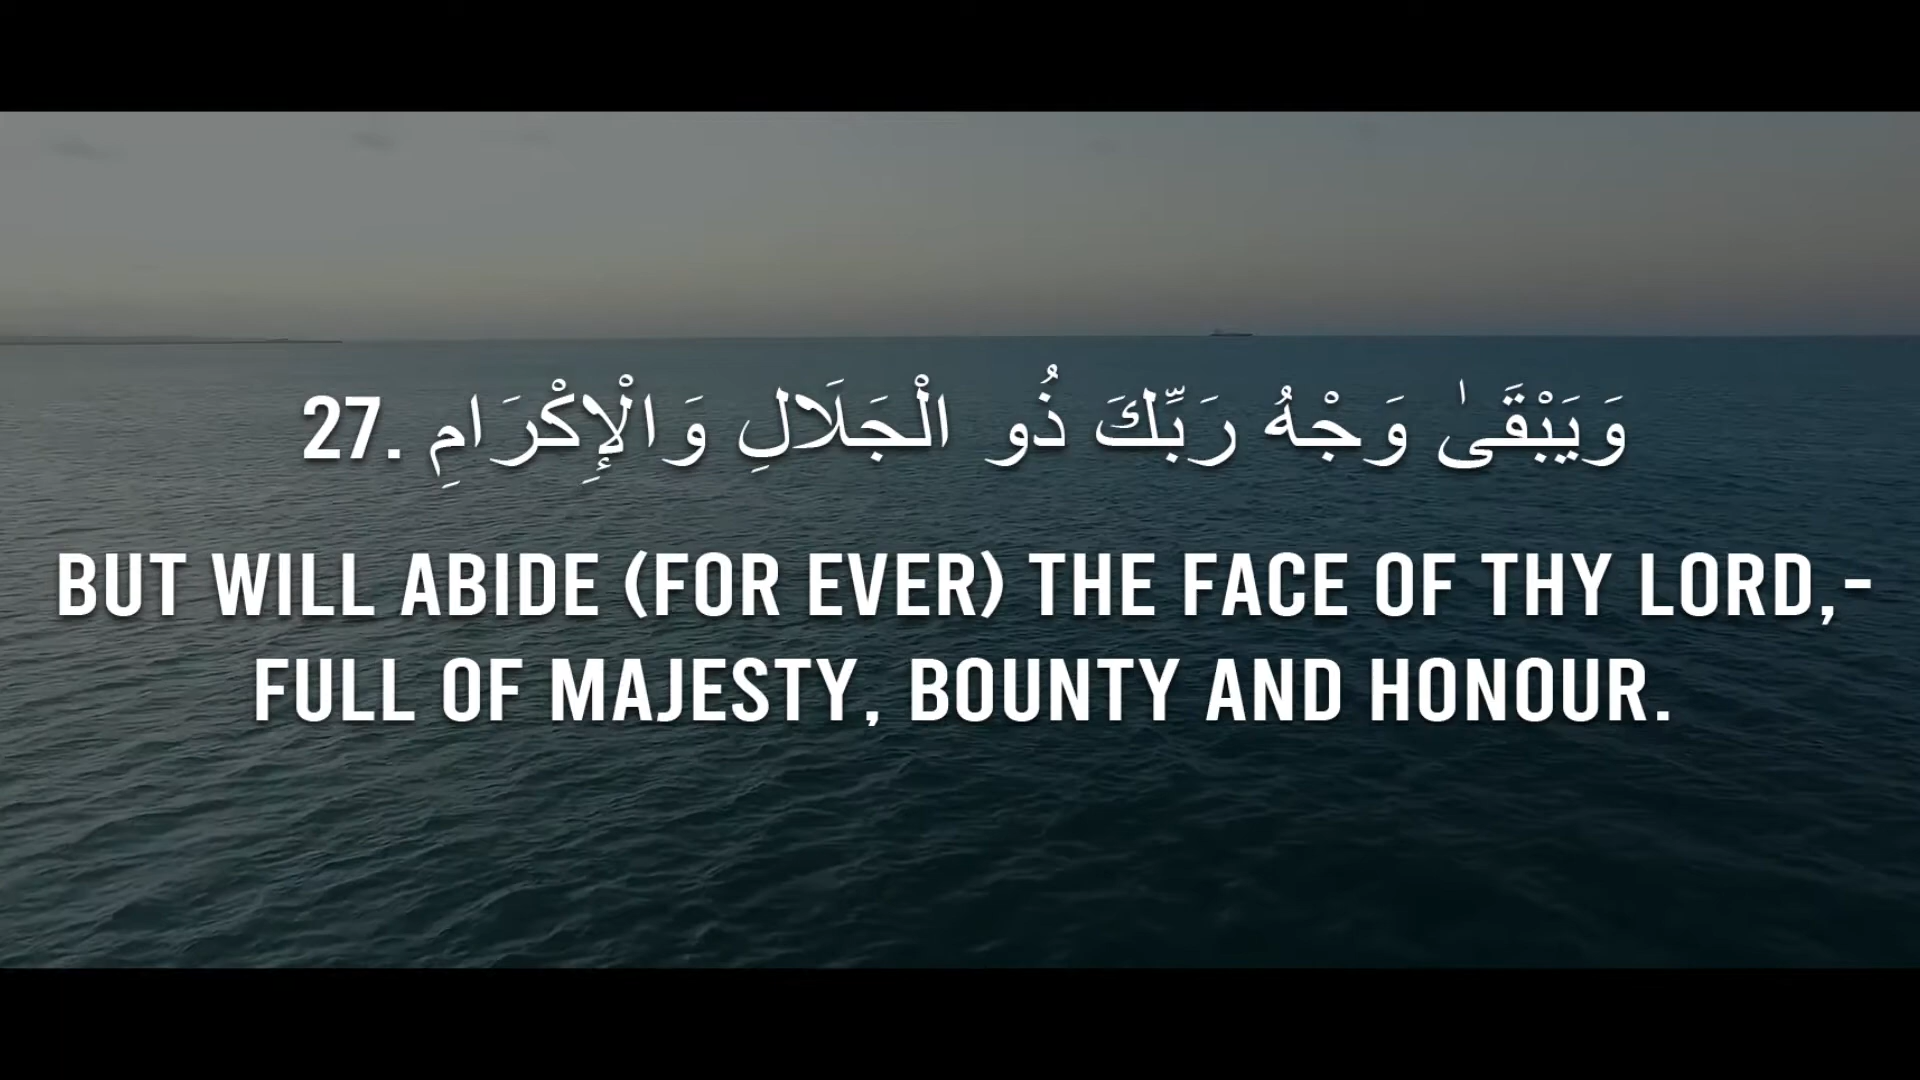 27. وَيَبْقَىٰ وَجْهُ رَبِّكَ ذُو الْجَلَالِ وَالْإِكْرَامِ
BUT WILL ABIDE (FOR EVER) THE FACE OF THY LORD,-
FULL OF MAJESTY, BOUNTY AND HONOUR.